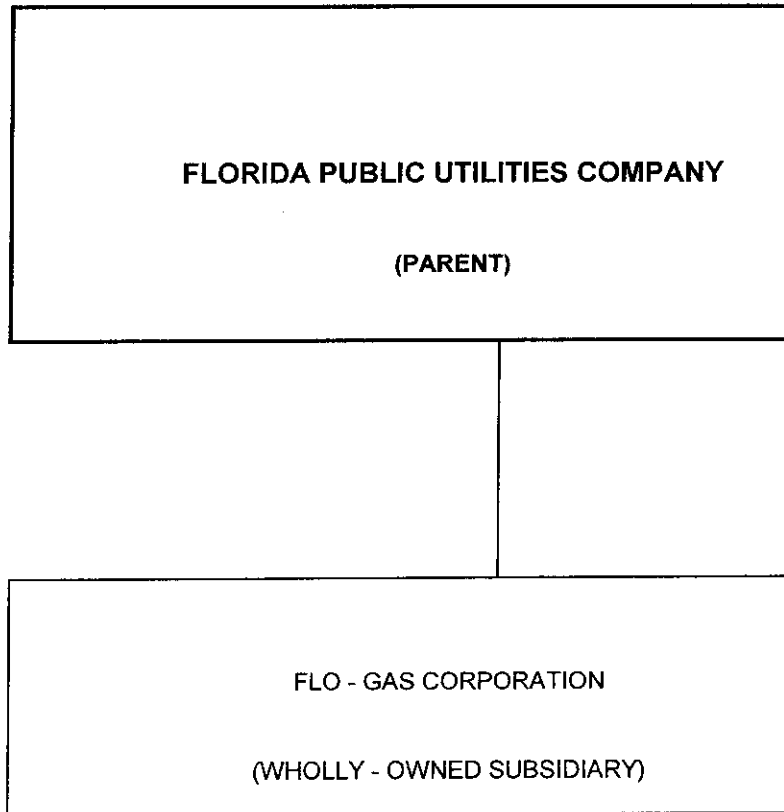 FLORIDA PUBLIC UTILITIES COMPANY
(PARENT)
FLO - GAS CORPORATION
(WHOLLY - OWNED SUBSIDIARY)